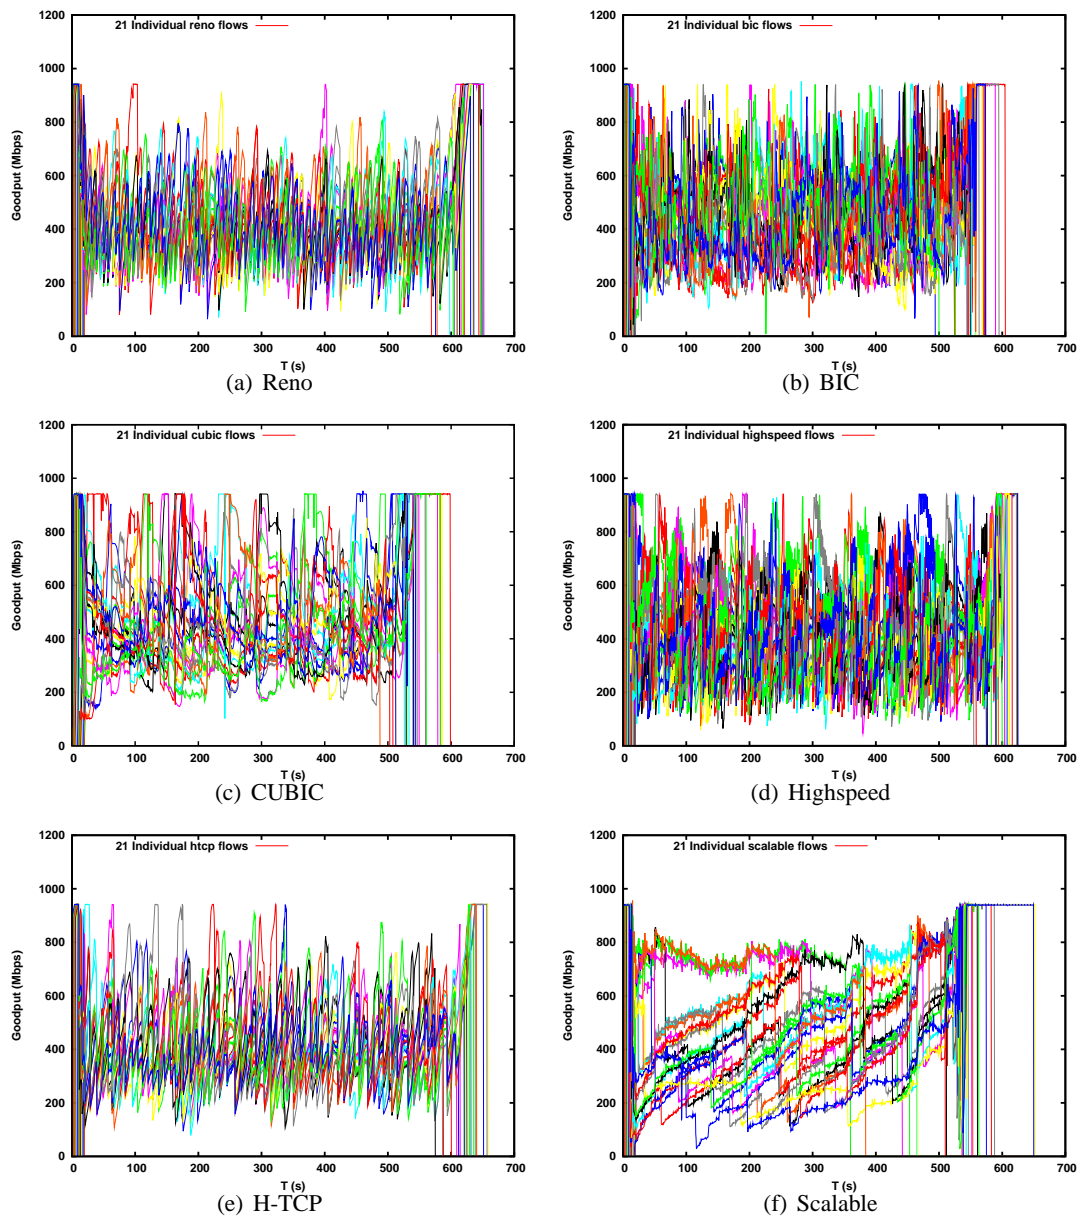 21 Individual reno flows
Goodput (Mbps)
1200
1000
800
600
400
200
0
0 100 200 300 400 500 600 700
T (s)
(a) Reno
21 Individual bic flows
Goodput (Mbps)
1200
1000
800
600
400
200
0
0 100 200 300 400 500 600 700
T (s)
(b) BIC
21 Individual cubic flows
Goodput (Mbps)
1200
1000
800
600
400
200
0
0 100 200 300 400 500 600 700
T (s)
(c) CUBIC
21 Individual highspeed flows
Goodput (Mbps)
1200
1000
800
600
400
200
0
0 100 200 300 400 500 600 700
T (s)
(d) Highspeed
21 Individual htcp flows
Goodput (Mbps)
1200
1000
800
600
400
200
0
0 100 200 300 400 500 600 700
T (s)
(e) H-TCP
21 Individual scalable flows
Goodput (Mbps)
1200
1000
800
600
400
200
0
0 100 200 300 400 500 600 700
T (s)
(f) Scalable